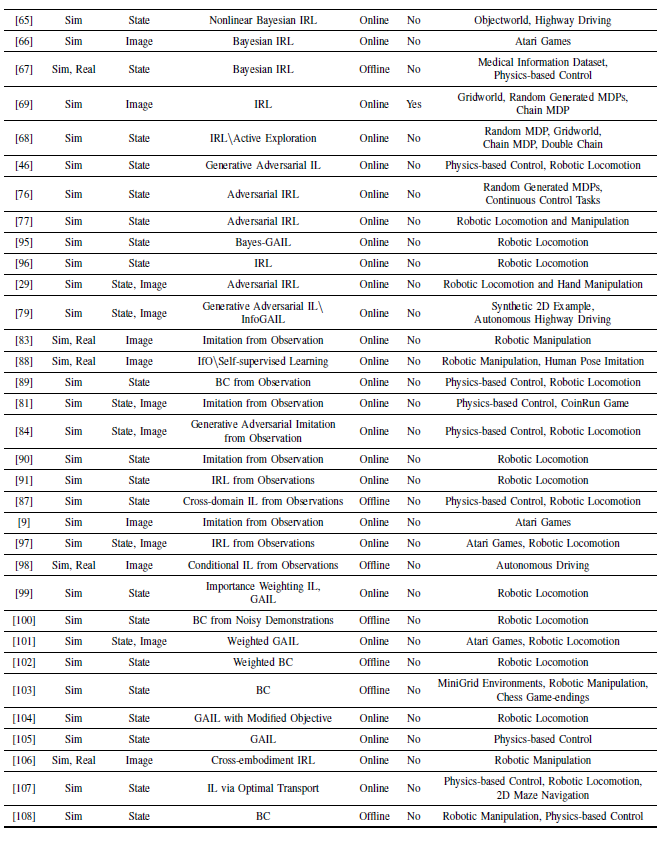 [65] Sim State Nonlinear Bayesian IRL Online No Objectworld, Highway Driving
[66] Sim Image Bayesian IRL Online No Atari Games
[67] Sim, Real State Bayesian IRL Offline No Medical Information Dataset,
Physics-based Control
[69] Sim Image IRL Online Yes Gridworld, Random Generated MDPs,
Chain MDP
[68] Sim State IRL\Active Exploration Online No Random MDP, Gridworld,
Chain MDP, Double Chain
[46] Sim State Generative Adversarial IL Online No Physics-based Control, Robotic Locomotion
[76] Sim State Adversarial IRL Online No Random Generated MDPs,
Continuous Control Tasks
[77] Sim State Adversarial IRL Online No Robotic Locomotion and Manipulation
[95] Sim State Bayes-GAIL Online No Robotic Locomotion
[96] Sim State IRL Online No Robotic Locomotion
[29] Sim State, Image Adversarial IRL Online No Robotic Locomotion and Hand Manipulation
[79] Sim State, Image Generative Adversarial IL\
InfoGAIL Online No Synthetic 2D Example,
Autonomous Highway Driving
[83] Sim, Real Image Imitation from Observation Online No Robotic Manipulation
[88] Sim, Real Image IfO\Self-supervised Learning Online No Robotic Manipulation, Human Pose Imitation
[89] Sim State BC from Observation Online No Physics-based Control, Robotic Locomotion
[81] Sim State, Image Imitation from Observation Online No Physics-based Control, CoinRun Game
[84] Sim State, Image Generative Adversarial Imitation
from Observation Online No Physics-based Control, Robotic Locomotion
[90] Sim State Imitation from Observation Online No Robotic Locomotion
[91] Sim State IRL from Observations Online No Robotic Locomotion
[87] Sim State Cross-domain IL from Observations Offline No Physics-based Control, Robotic Locomotion
[9] Sim Image Imitation from Observation Online No Atari Games
[97] Sim State, Image IRL from Observations Online No Atari Games, Robotic Locomotion
[98] Sim, Real Image Conditional IL from Observations Offline No Autonomous Driving
[99] Sim State Importance Weighting IL,
GAIL Online No Robotic Locomotion
[100] Sim State BC from Noisy Demonstrations Offline No Robotic Locomotion
[101] Sim State, Image Weighted GAIL Online No Atari Games, Robotic Locomotion
[102] Sim State Weighted BC Offline No Robotic Locomotion
[103] Sim State BC Offline No MiniGrid Environments, Robotic Manipulation,
Chess Game-endings
[104] Sim State GAIL with Modified Objective Online No Robotic Locomotion
[105] Sim State GAIL Online No Physics-based Control
[106] Sim, Real Image Cross-embodiment IRL Online No Robotic Manipulation
[107] Sim State IL via Optimal Transport Online No Physics-based Control, Robotic Locomotion,
2D Maze Navigation
[108] Sim State BC Offline No Robotic Manipulation, Physics-based Control